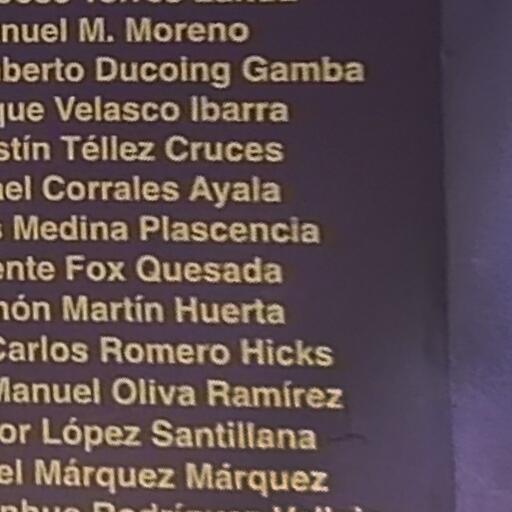 nuel M. Moreno
berto Ducoing Gamba
que Velasco Ibarra
stín Téllez Cruces
ael Corrales Ayala
s Medina Plascencia
ente Fox Quesada
món Martín Huerta
Carlos Romero Hicks
Manuel Oliva Ramírez
or López Santillana
el Márquez Márquez